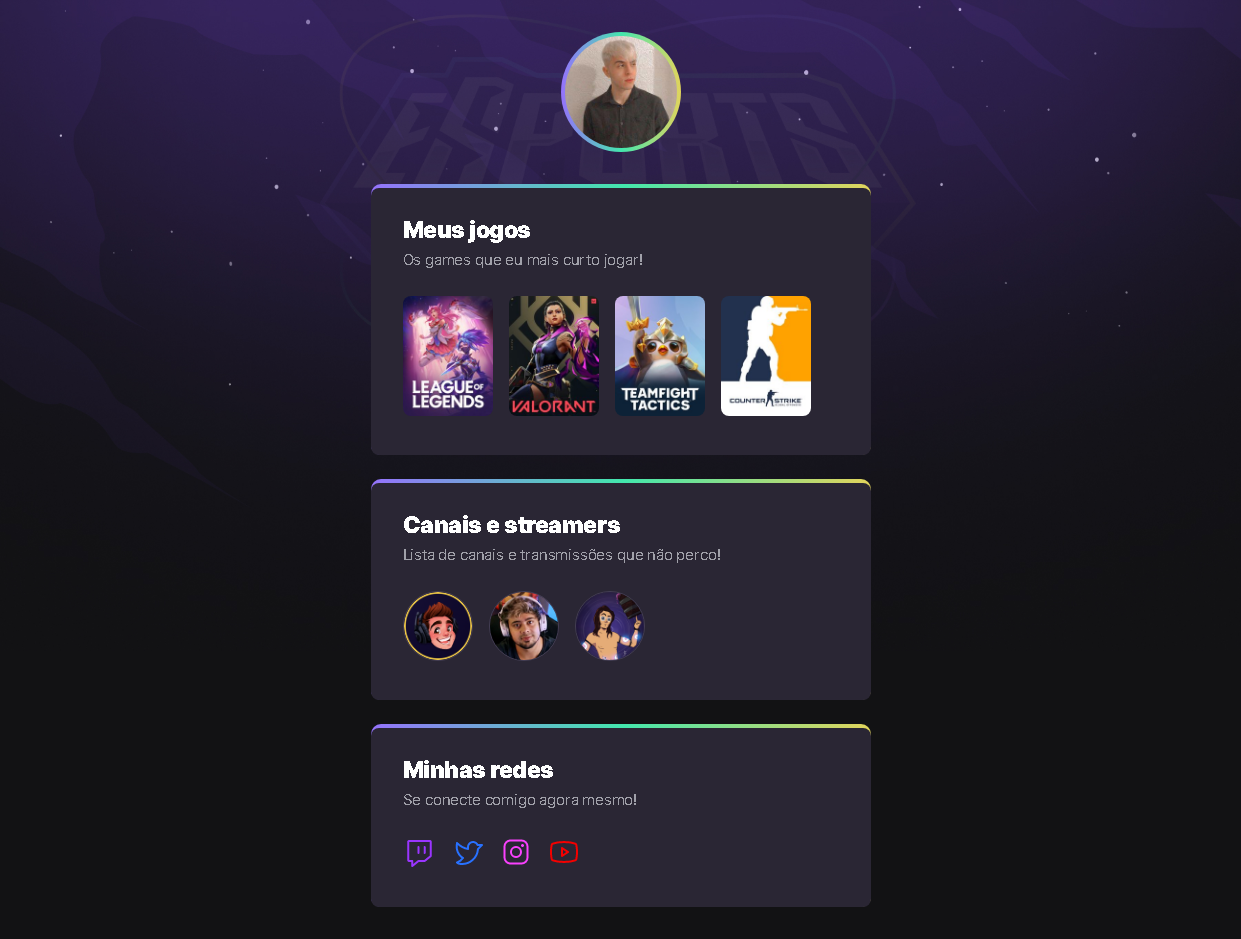 ESPORTS
Meus jogos
Os games que eu mais curto jogar!
LEAGUE OF
LEGENDS
VALORANT
TEAMFIGHT
TACTICS
COUNTER STRIKE
Canais e streamers
Lista de canais e transmissões que não perco!
Minhas redes
Se conecte comigo agora mesmo!